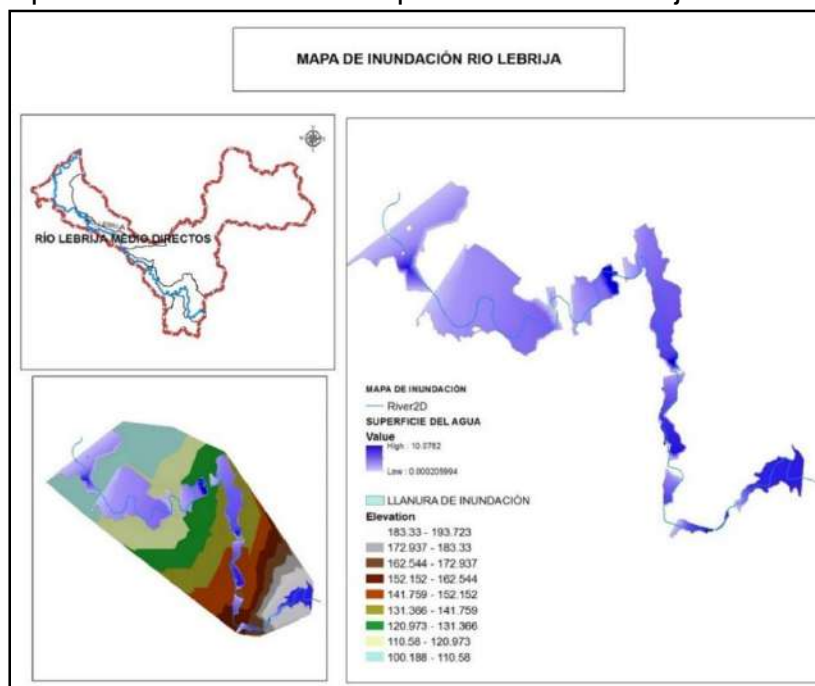 MAPA DE INUNDACIÓN RIO LEBRIJA
RÍO LEBRIJA MEDIO DIRECTOS
MAPA DE INUNDACIÓN
River2D
SUPERFICIE DEL AGUA
Value
High : 10.0782
Low : 0.000205994
LLANURA DE INUNDACIÓN
Elevation
183.33 - 193.723
172.937 - 183.33
162.544 - 172.937
152.152 - 162.544
141.759 - 152.152
131.366 - 141.759
120.973 - 131.366
110.58 - 120.973
100.188 - 110.58